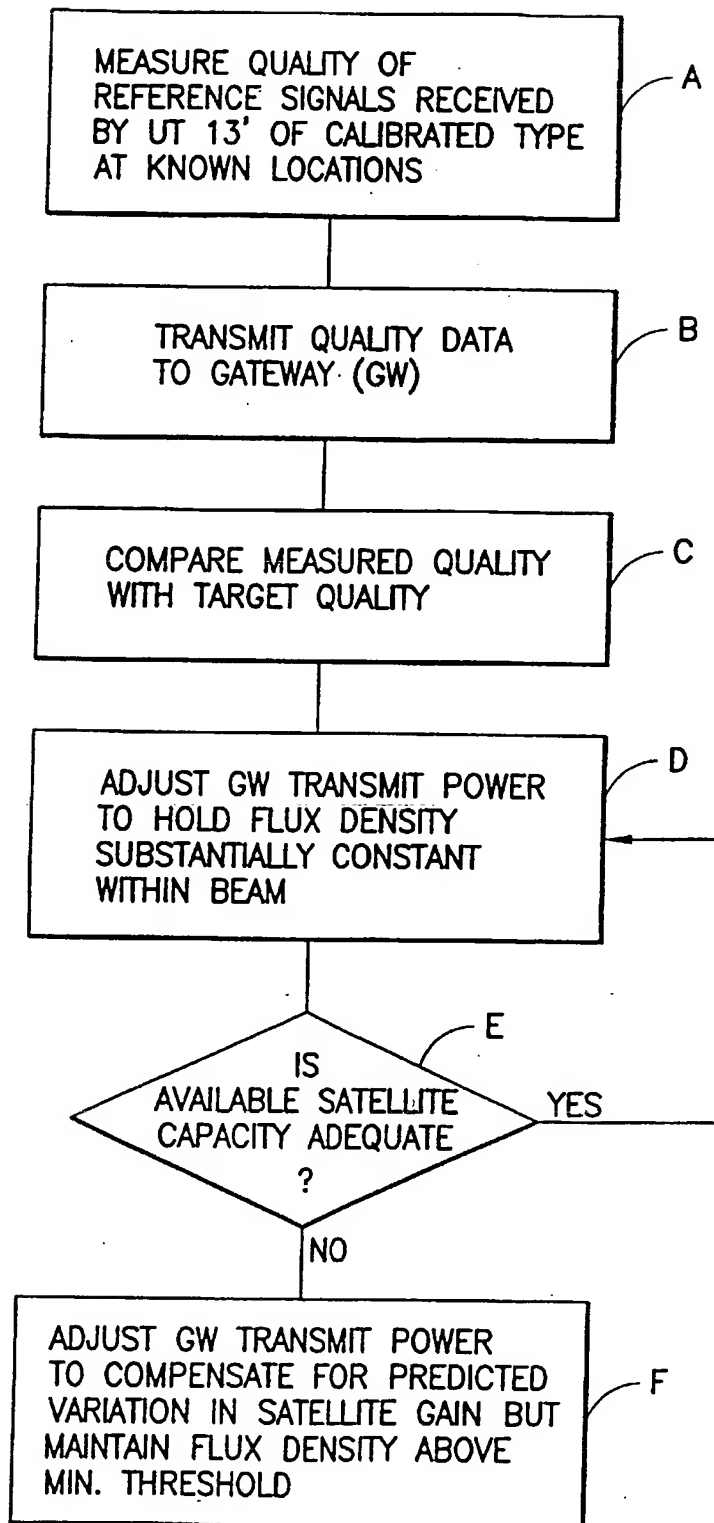 MEASURE QUALITY OF
REFERENCE SIGNALS RECEIVED
BY UT 13' OF CALIBRATED TYPE
AT KNOWN LOCATIONS
A
TRANSMIT QUALITY DATA
TO GATEWAY (GW)
B
COMPARE MEASURED QUALITY
WITH TARGET QUALITY
C
ADJUST GW TRANSMIT POWER
TO HOLD FLUX DENSITY
SUBSTANTIALLY CONSTANT
WITHIN BEAM
D
E
IS
AVAILABLE SATELLITE
CAPACITY ADEQUATE
?
YES
NO
ADJUST GW TRANSMIT POWER
TO COMPENSATE FOR PREDICTED
VARIATION IN SATELLITE GAIN BUT
MAINTAIN FLUX DENSITY ABOVE
MIN. THRESHOLD
F